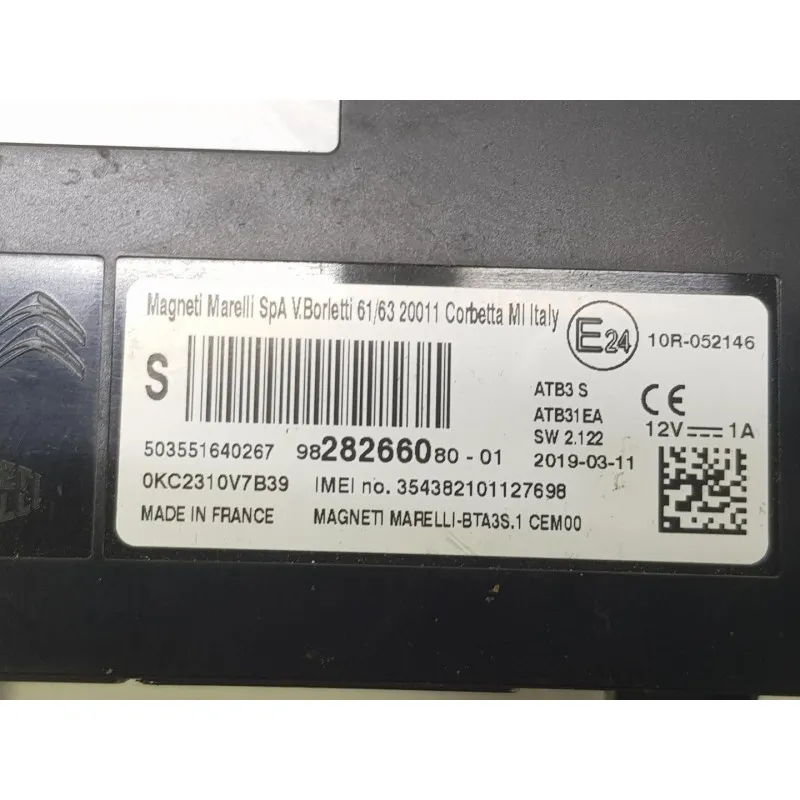 Magneti Marelli SpA V.Borletti 61/63 20011 Corbetta MI Italy
E24 10R-052146
S
ATB3 S
ATB31EA
SW 2.122
2019-03-11
CE
12V 1A
503551640267 9828266080-01
0KC2310V7B39 IMEI no. 354382101127698
MADE IN FRANCE MAGNETI MARELLI-BTA3S.1 CEM00